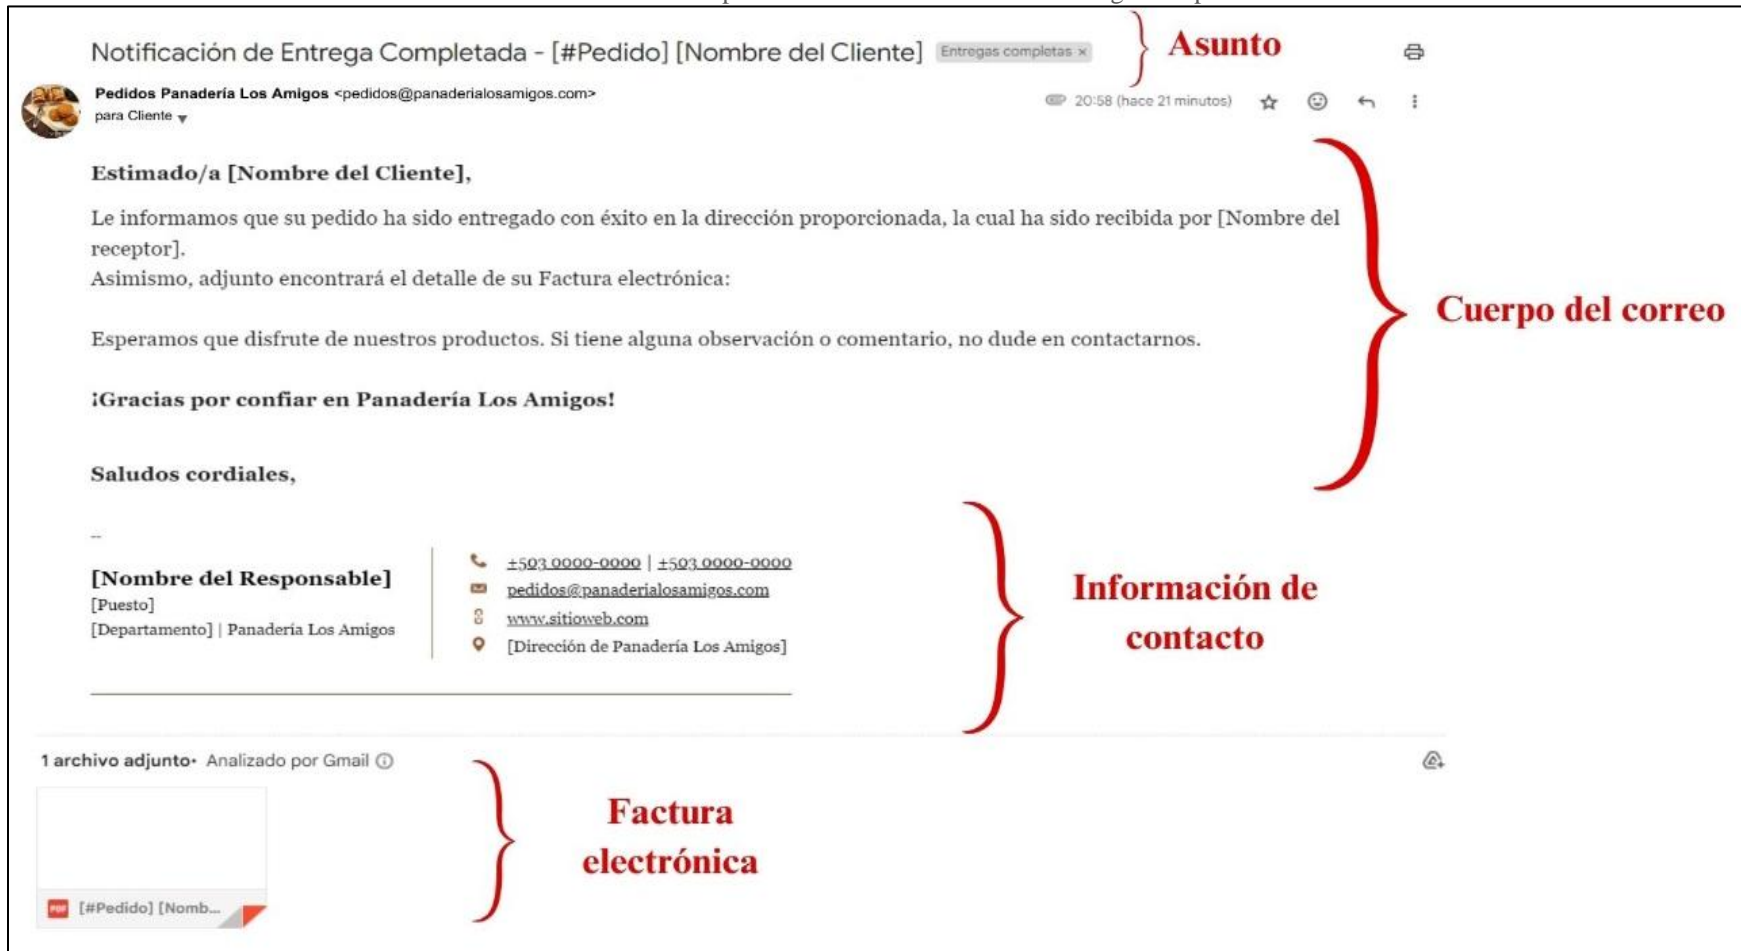 Notificación de Entrega Completada - [#Pedido] [Nombre del Cliente] Entregas completas ×
Asunto
Pedidos Panadería Los Amigos <pedidos@panaderialosamigos.com>
20:58 (hace 21 minutos)
para Cliente
Estimado/a [Nombre del Cliente],
Le informamos que su pedido ha sido entregado con éxito en la dirección proporcionada, la cual ha sido recibida por [Nombre del
receptor].
Asimismo, adjunto encontrará el detalle de su Factura electrónica:
Esperamos que disfrute de nuestros productos. Si tiene alguna observación o comentario, no dude en contactarnos.
¡Gracias por confiar en Panadería Los Amigos!
Saludos cordiales,
Cuerpo del correo
--
[Nombre del Responsable]
[Puesto]
[Departamento] | Panadería Los Amigos
+503 0000-0000 | +503 0000-0000
pedidos@panaderialosamigos.com
www.sitioweb.com
[Dirección de Panadería Los Amigos]
Información de
contacto
1 archivo adjunto• Analizado por Gmail
PDF [#Pedido] [Nomb...
Factura
electrónica